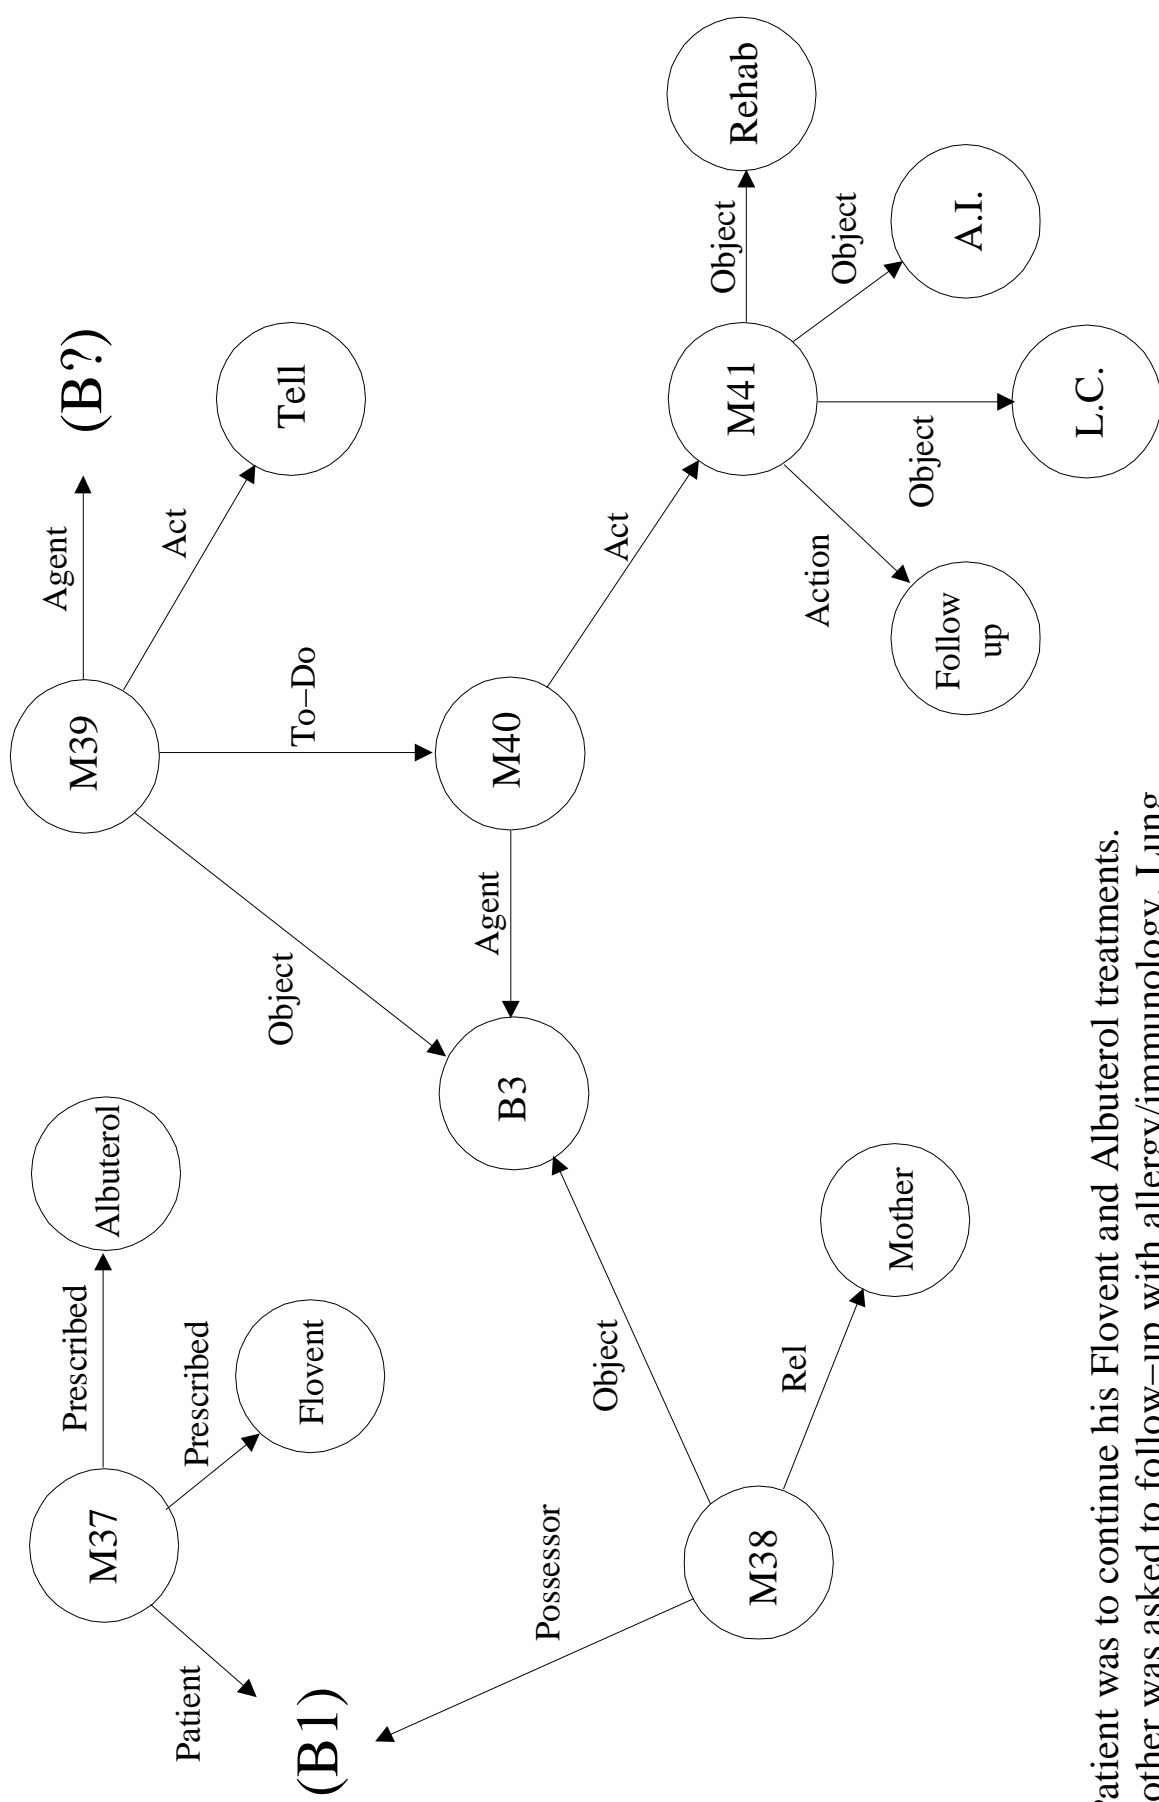 Agent
Prescribed
M39
(B?)
M37
Albuterol
Act
Patient
Prescribed
Object
Tell
To−Do
Flovent
(B1)
Agent
M40
B3
Possessor
Object
Act
Object
Rehab
M41
M38
Rel
Action
Object
Mother
Object
Follow
up
A.I.
L.C.
Patient was to continue his Flovent and Albuterol treatments.
other was asked to follow−up with allergy/immunology, Lung